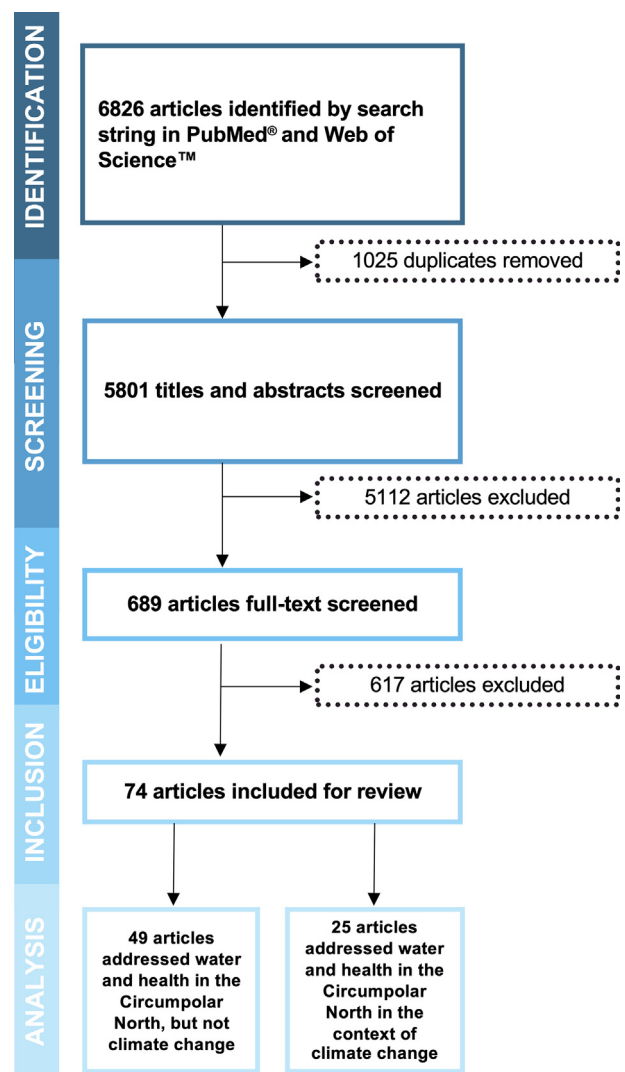 IDENTIFICATION
6826 articles identified by search
string in PubMed® and Web of
Science™
1025 duplicates removed
SCREENING
5801 titles and abstracts screened
5112 articles excluded
ELIGIBILITY
689 articles full-text screened
617 articles excluded
INCLUSION
74 articles included for review
ANALYSIS
49 articles
addressed water
and health in the
Circumpolar
North, but not
climate change
25 articles
addressed water
and health in the
Circumpolar
North in the
context of
climate change